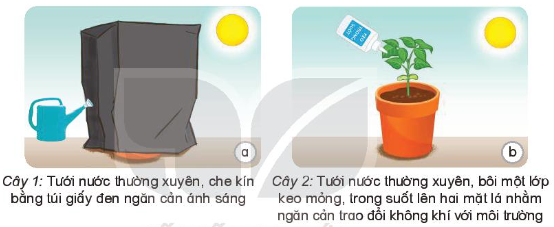 a
Cây 1: Tưới nước thường xuyên, che kín
bằng túi giấy đen ngăn cản ánh sáng
b
Cây 2: Tưới nước thường xuyên, bôi một lớp
keo mỏng, trong suốt lên hai mặt lá nhằm
ngăn cản trao đổi không khí với môi trường